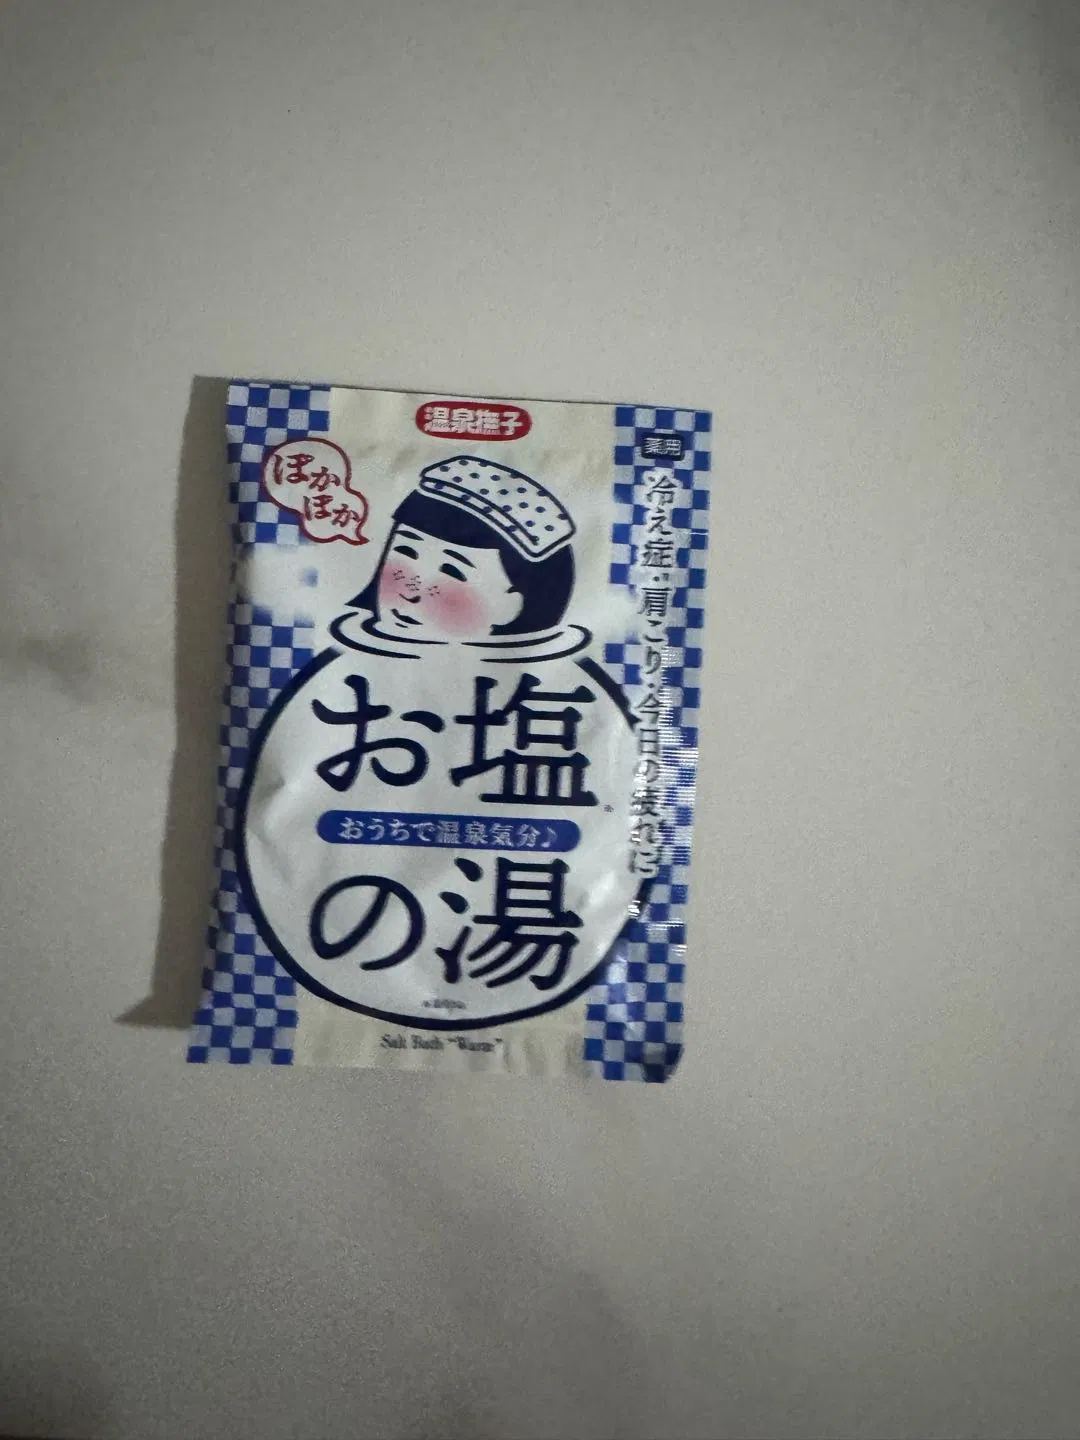 温泉撫子
ぽか
ぽか
薬用
冷え症・肩こり・今日の疲れに
お塩
おうちで温泉気分♪
の湯
Salt Bath "Warm"